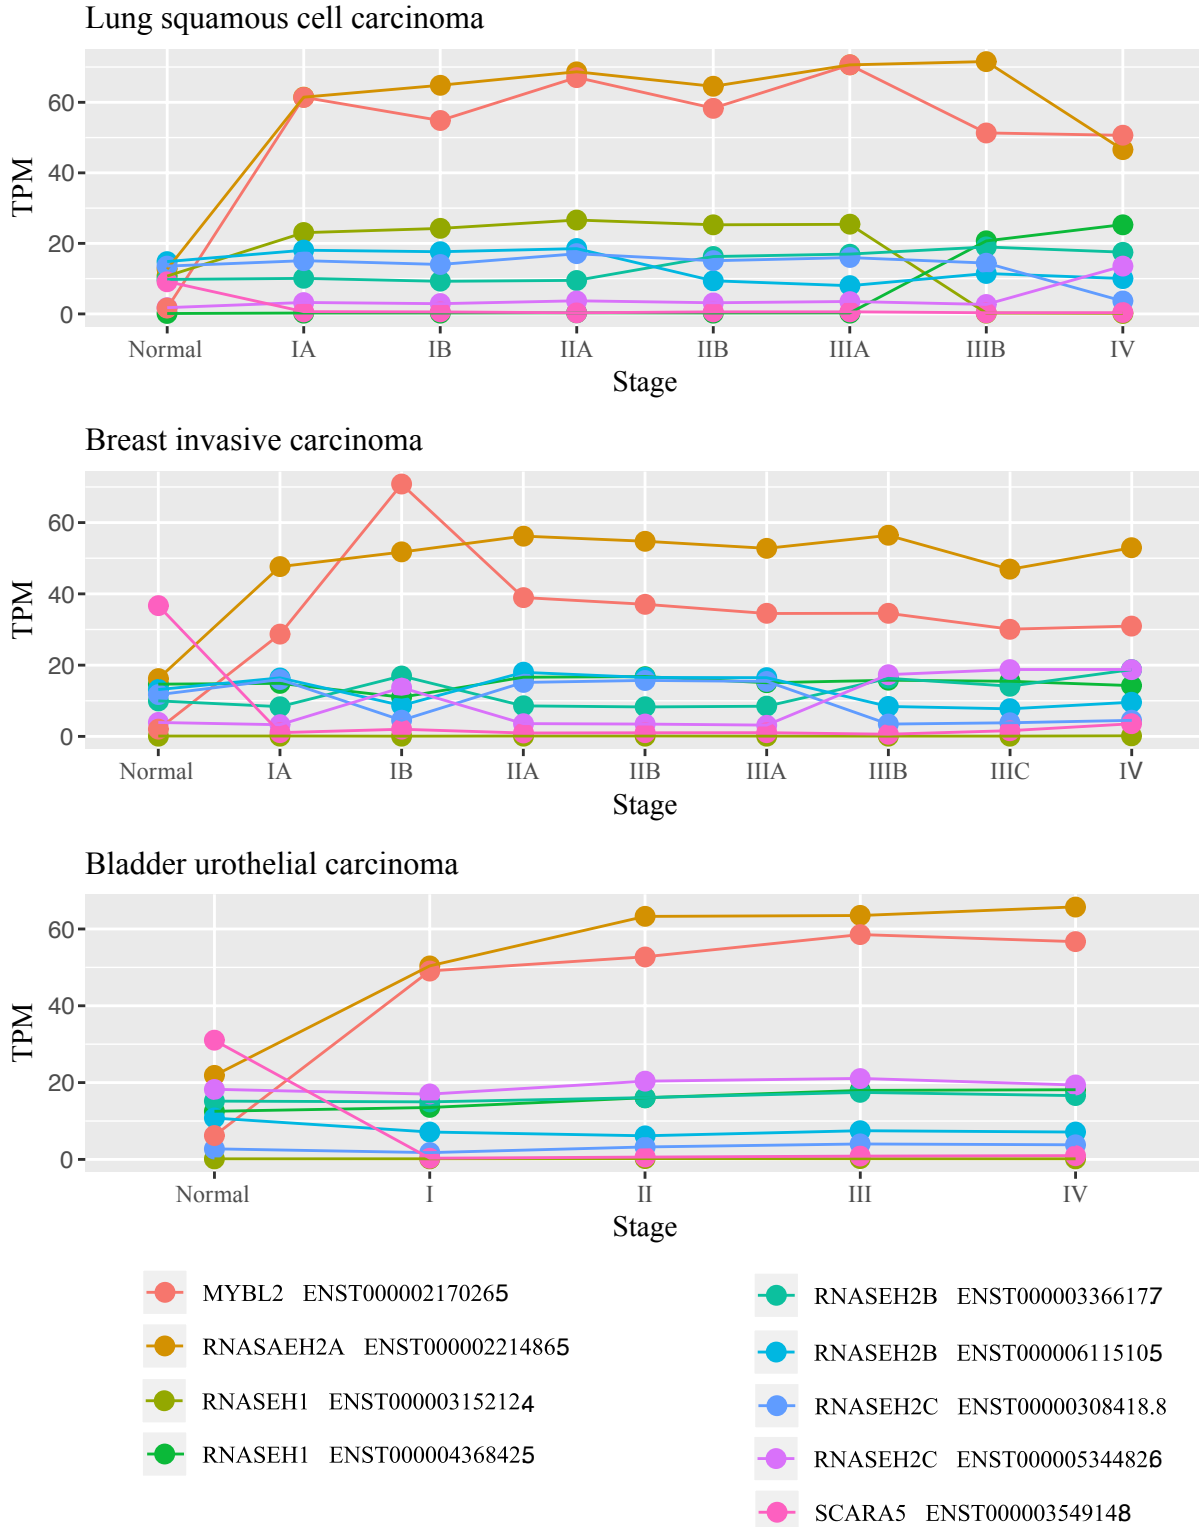 Lung squamous cell carcinoma
60
40
20
0
TPM
Normal IA IB IIA IIB IIIA IIIB IV
Stage
Breast invasive carcinoma
60
40
20
0
TPM
Normal IA IB IIA IIB IIIA IIIB IIIC IV
Stage
Bladder urothelial carcinoma
60
40
20
0
TPM
Normal I II III IV
Stage
MYBL2 ENST000002170265
RNASAEH2A ENST000002214865
RNASEH1 ENST000003152124
RNASEH1 ENST000004368425
RNASEH2B ENST000003366177
RNASEH2B ENST000006115105
RNASEH2C ENST00000308418.8
RNASEH2C ENST000005344826
SCARA5 ENST000003549148